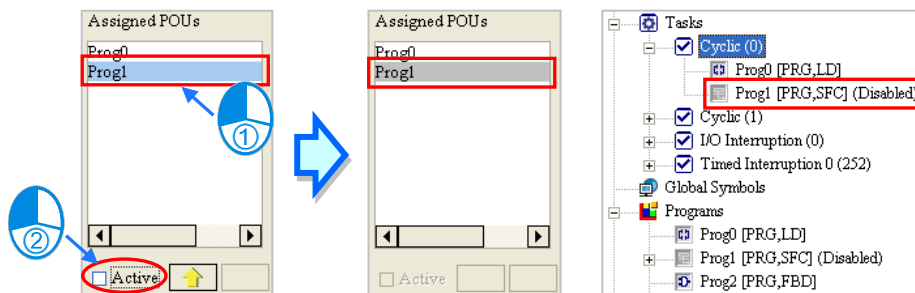 Assigned POUs
Prog0
Prog1
①
②
Active
Assigned POUs
Prog0
Prog1
Active
Tasks
Cyclic (0)
Prog0 [PRG,LD]
Prog1 [PRG,SFC] (Disabled)
Cyclic (1)
I/O Interruption (0)
Timed Interruption 0 (252)
Global Symbols
Programs
Prog0 [PRG,LD]
Prog1 [PRG,SFC] (Disabled)
Prog2 [PRG,FBD]